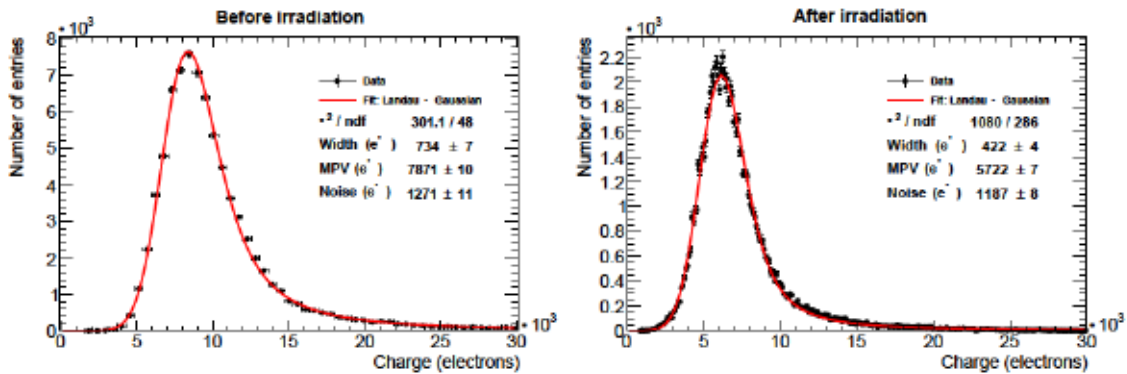 Before irradiation
• 10³
Number of entries
8
7
6
5
4
3
2
1
0
Data
Fit: Landau - Gaussian
•² / ndf 301.1 / 48
Width (e⁻) 734 ± 7
MPV (e⁻) 7871 ± 10
Noise (e⁻) 1271 ± 11
0 5 10 15 20 25 30
• 10³
Charge (electrons)
After irradiation
• 10³
Number of entries
2.2
2
1.8
1.6
1.4
1.2
1
0.8
0.6
0.4
0.2
0
Data
Fit: Landau - Gaussian
•² / ndf 1080 / 286
Width (e⁻) 422 ± 4
MPV (e⁻) 5722 ± 7
Noise (e⁻) 1187 ± 8
0 5 10 15 20 25 30
• 10³
Charge (electrons)